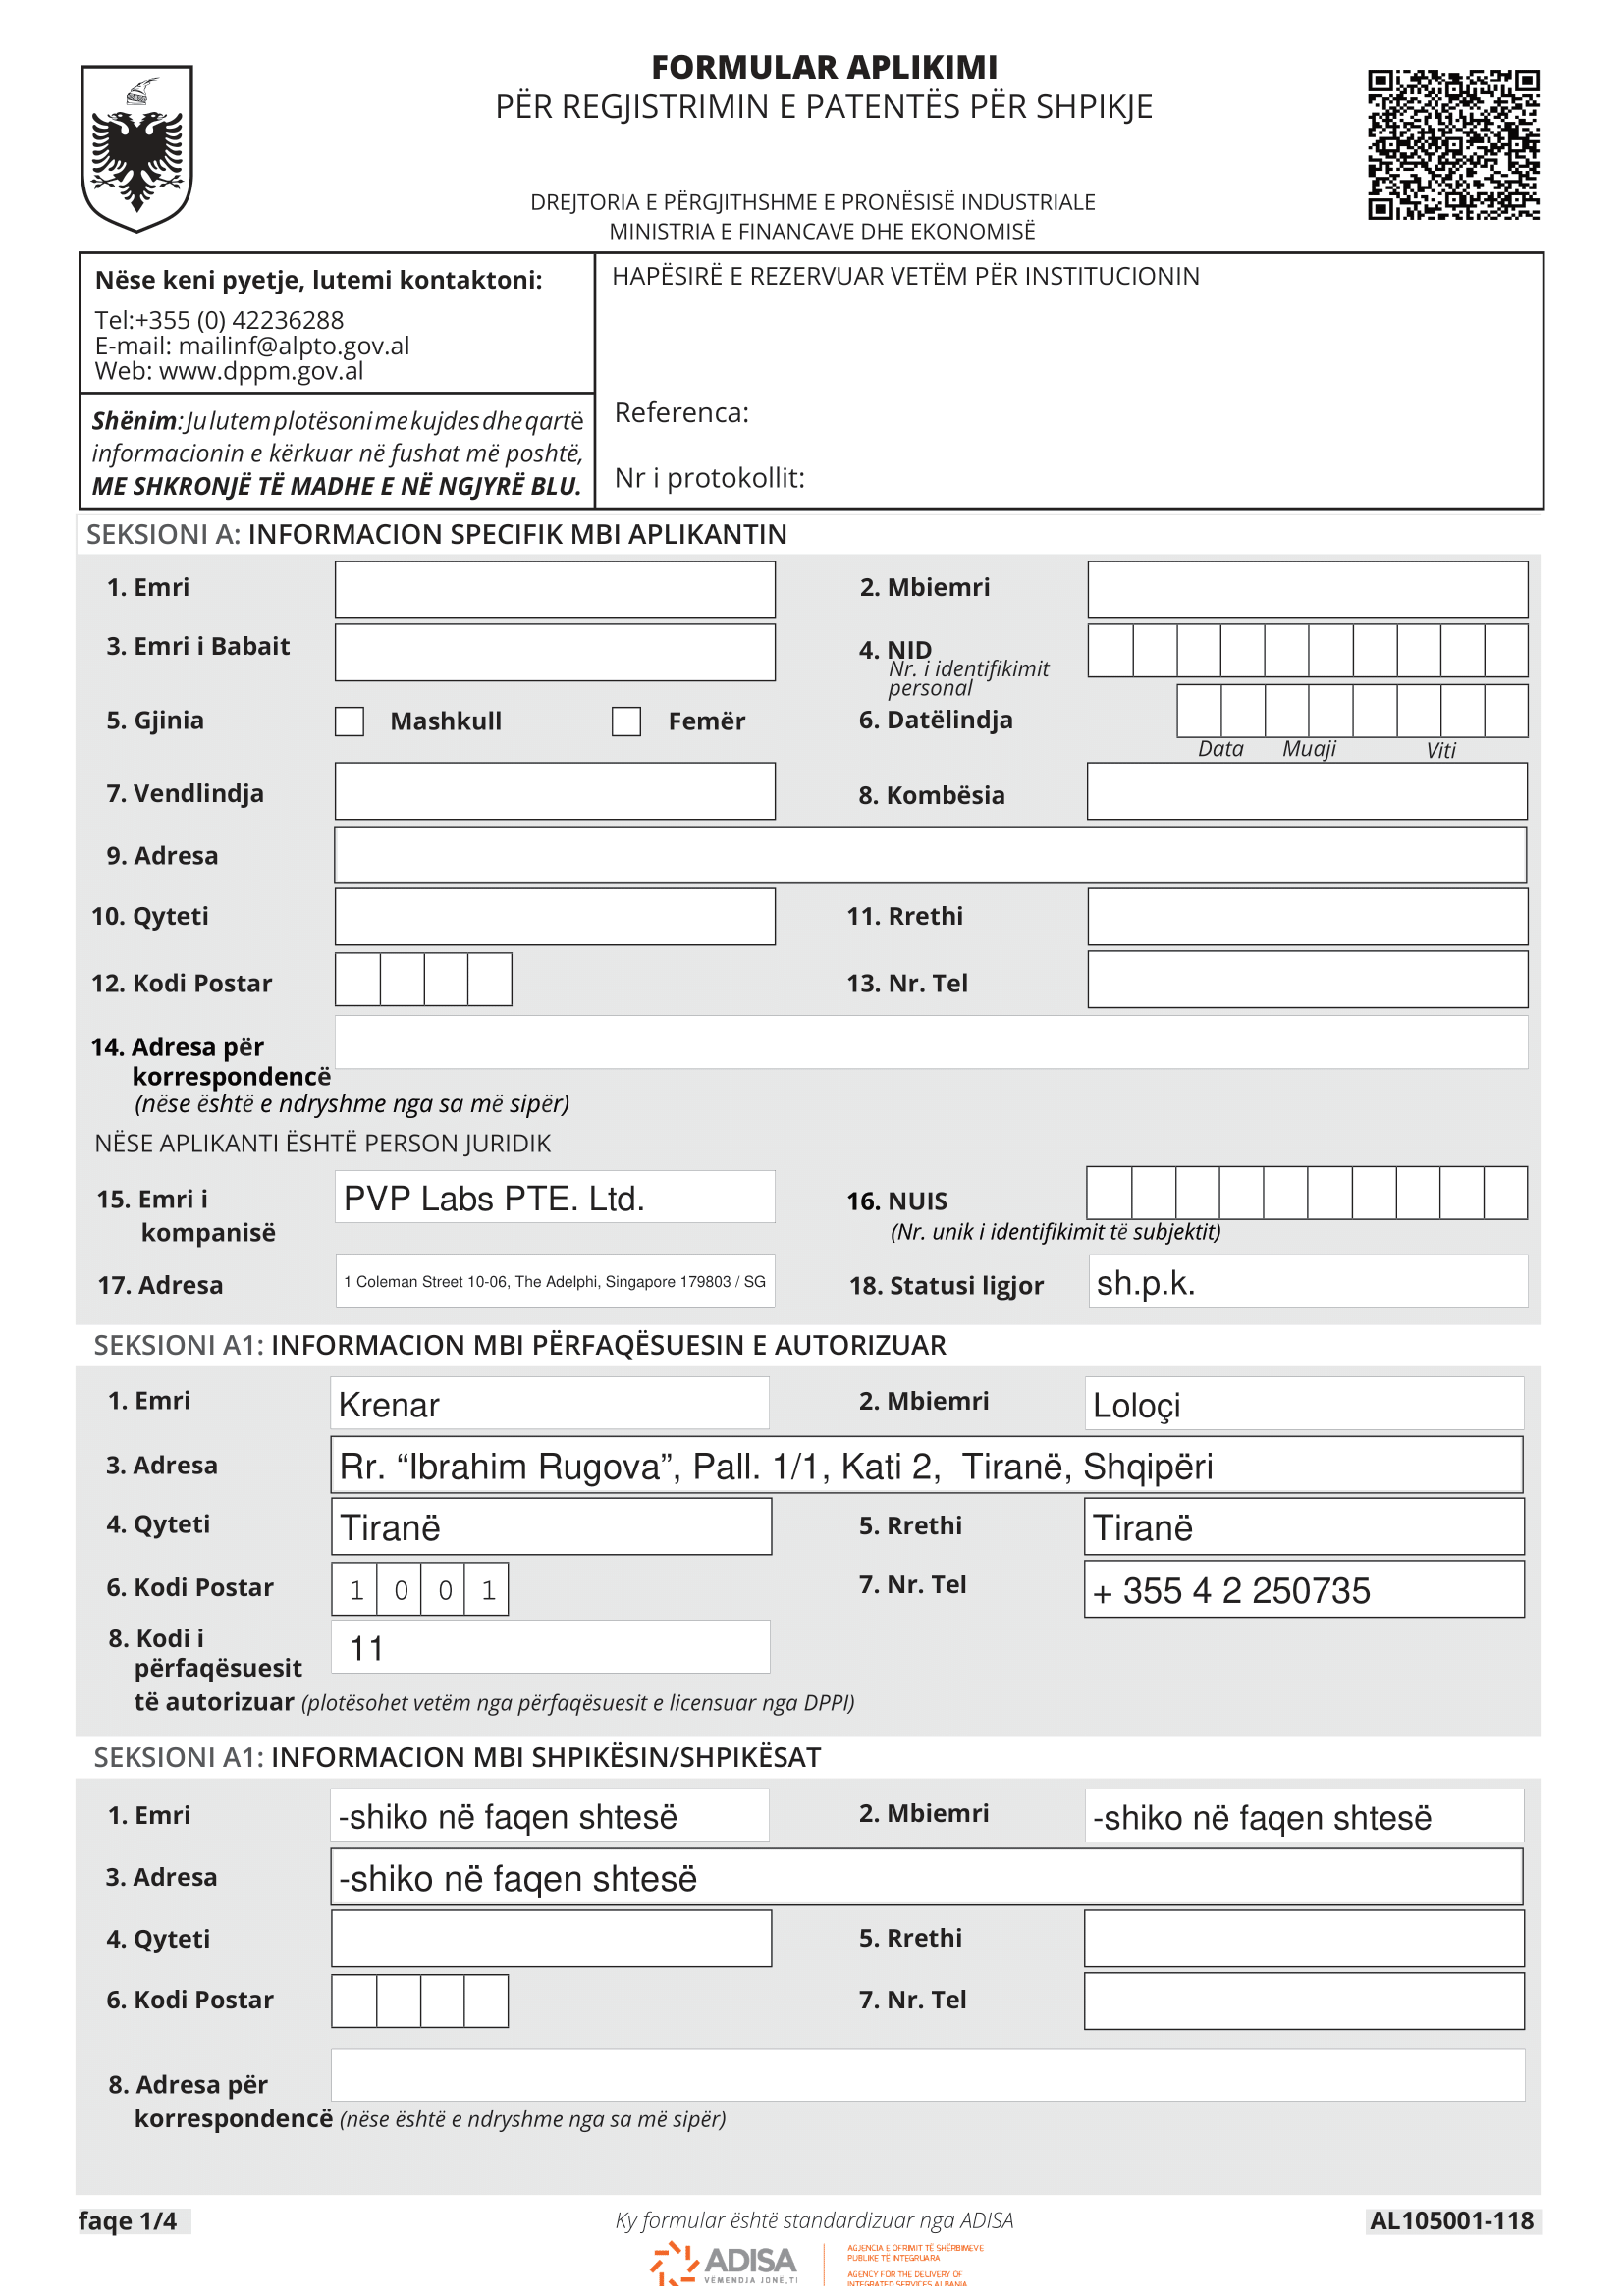 FORMULAR APLIKIMI
PËR REGJISTRIMIN E PATENTËS PËR SHPIKJE
DREJTORIA E PËRGJITHSHME E PRONËSISË INDUSTRIALE
MINISTRIA E FINANCAVE DHE EKONOMISË
Nëse keni pyetje, lutemi kontaktoni:
Tel:+355 (0) 42236288
E-mail: mailinf@alpto.gov.al
Web: www.dppm.gov.al
Shënim: Ju lutem plotësoni me kujdes dhe qartë
informacionin e kërkuar në fushat më poshtë,
ME SHKRONJË TË MADHE E NË NGJYRË BLU.
HAPËSIRË E REZERVUAR VETËM PËR INSTITUCIONIN
Referenca:
Nr i protokollit:
SEKSIONI A: INFORMACION SPECIFIK MBI APLIKANTIN
1. Emri
2. Mbiemri
3. Emri i Babait
4. NID
Nr. i identifikimit
personal
5. Gjinia Mashkull Femër
6. Datëlindja
Data Muaji Viti
7. Vendlindja
8. Kombësia
9. Adresa
10. Qyteti
11. Rrethi
12. Kodi Postar
13. Nr. Tel
14. Adresa për
korrespondencë
(nëse është e ndryshme nga sa më sipër)
NËSE APLIKANTI ËSHTË PERSON JURIDIK
15. Emri i
kompanisë
PVP Labs PTE. Ltd.
16. NUIS
(Nr. unik i identifikimit të subjektit)
17. Adresa 1 Coleman Street 10-06, The Adelphi, Singapore 179803 / SG
18. Statusi ligjor sh.p.k.
SEKSIONI A1: INFORMACION MBI PËRFAQËSUESIN E AUTORIZUAR
1. Emri Krenar
2. Mbiemri Loloçi
3. Adresa Rr. “Ibrahim Rugova”, Pall. 1/1, Kati 2, Tiranë, Shqipëri
4. Qyteti Tiranë
5. Rrethi Tiranë
6. Kodi Postar 1 0 0 1
7. Nr. Tel + 355 4 2 250735
8. Kodi i
përfaqësuesit
11
të autorizuar (plotësohet vetëm nga përfaqësuesit e licensuar nga DPPI)
SEKSIONI A1: INFORMACION MBI SHPIKËSIN/SHPIKËSAT
1. Emri -shiko në faqen shtesë
2. Mbiemri -shiko në faqen shtesë
3. Adresa -shiko në faqen shtesë
4. Qyteti
5. Rrethi
6. Kodi Postar
7. Nr. Tel
8. Adresa për
korrespondencë (nëse është e ndryshme nga sa më sipër)
faqe 1/4
Ky formular është standardizuar nga ADISA
AL105001-118
ADISA
VËMENDJA JONË, TI
AGJENCIA E OFRIMIT TË SHËRBIMEVE
PUBLIKE TË INTEGRUARA
AGENCY FOR THE DELIVERY OF
INTEGRATED SERVICES ALBANIA